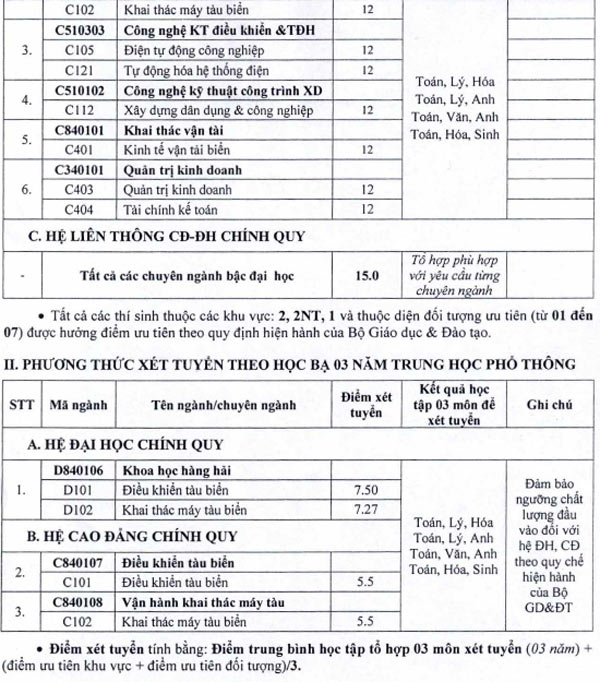 C102 Khai thác máy tàu biển 12
3. C510303 Công nghệ KT điều khiển &TĐH
C105 Điện tự động công nghiệp 12
C121 Tự động hóa hệ thống điện 12
4. C510102 Công nghệ kỹ thuật công trình XD
C112 Xây dựng dân dụng & công nghiệp 12
5. C840101 Khai thác vận tải
C401 Kinh tế vận tải biển 12
6. C340101 Quản trị kinh doanh
C403 Quản trị kinh doanh 12
C404 Tài chính kế toán 12
Toán, Lý, Hóa
Toán, Lý, Anh
Toán, Văn, Anh
Toán, Hóa, Sinh
C. HỆ LIÊN THÔNG CĐ-ĐH CHÍNH QUY
- Tất cả các chuyên ngành bậc đại học 15.0
Tổ hợp phù hợp
với yêu cầu từng
chuyên ngành
• Tất cả các thí sinh thuộc các khu vực: 2, 2NT, 1 và thuộc diện đối tượng ưu tiên (từ 01 đến
07) được hưởng điểm ưu tiên theo quy định hiện hành của Bộ Giáo dục & Đào tạo.
II. PHƯƠNG THỨC XÉT TUYỂN THEO HỌC BẠ 03 NĂM TRUNG HỌC PHỔ THÔNG
STT Mã ngành Tên ngành/chuyên ngành
Điểm xét
tuyển
Kết quả học
tập 03 môn để
xét tuyển
Ghi chú
A. HỆ ĐẠI HỌC CHÍNH QUY
1. D840106 Khoa học hàng hải
D101 Điều khiển tàu biển 7.50
D102 Khai thác máy tàu biển 7.27
B. HỆ CAO ĐẲNG CHÍNH QUY
2. C840107 Điều khiển tàu biển
C101 Điều khiển tàu biển 5.5
3. C840108 Vận hành khai thác máy tàu
C102 Khai thác máy tàu biển 5.5
Toán, Lý, Hóa
Toán, Lý, Anh
Toán, Văn, Anh
Toán, Hóa, Sinh
Đảm bảo
ngưỡng chất
lượng đầu
vào đối với
hệ ĐH, CĐ
theo quy chế
hiện hành
của Bộ
GD&ĐT
• Điểm xét tuyển tính bằng: Điểm trung bình học tập tổ hợp 03 môn xét tuyển (03 năm) +
(điểm ưu tiên khu vực + điểm ưu tiên đối tượng)/3.